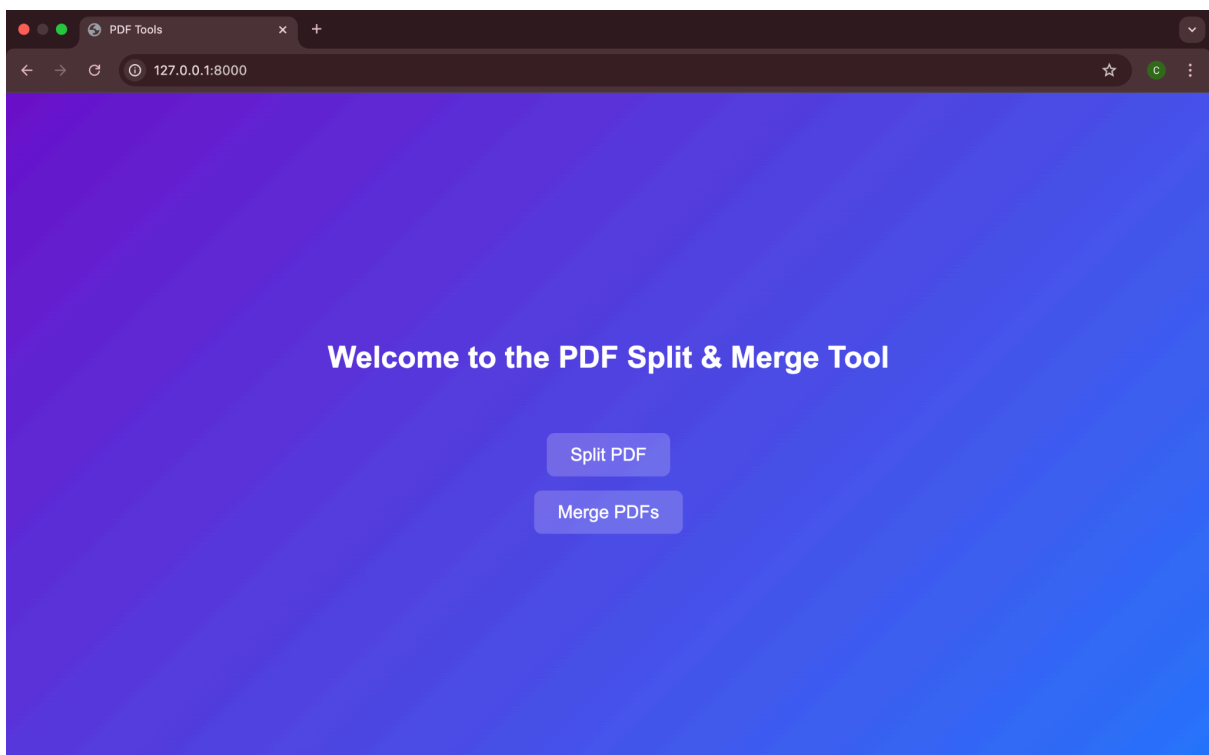 PDF Tools
127.0.0.1:8000
C
Welcome to the PDF Split & Merge Tool
Split PDF
Merge PDFs